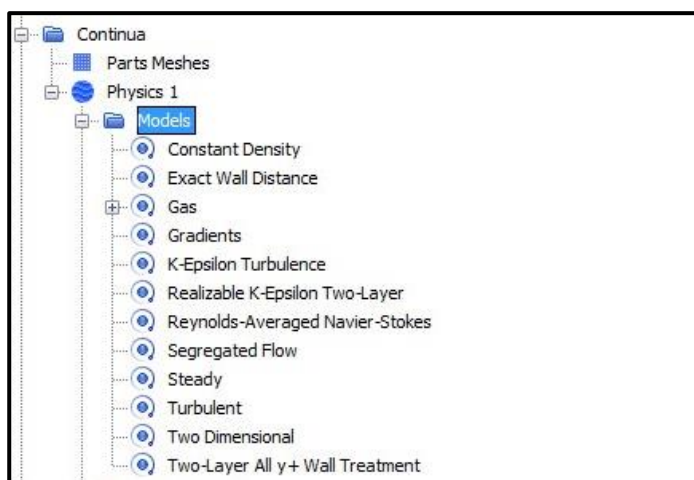 Continua
Parts Meshes
Physics 1
Models
Constant Density
Exact Wall Distance
Gas
Gradients
K-Epsilon Turbulence
Realizable K-Epsilon Two-Layer
Reynolds-Averaged Navier-Stokes
Segregated Flow
Steady
Turbulent
Two Dimensional
Two-Layer All y+ Wall Treatment